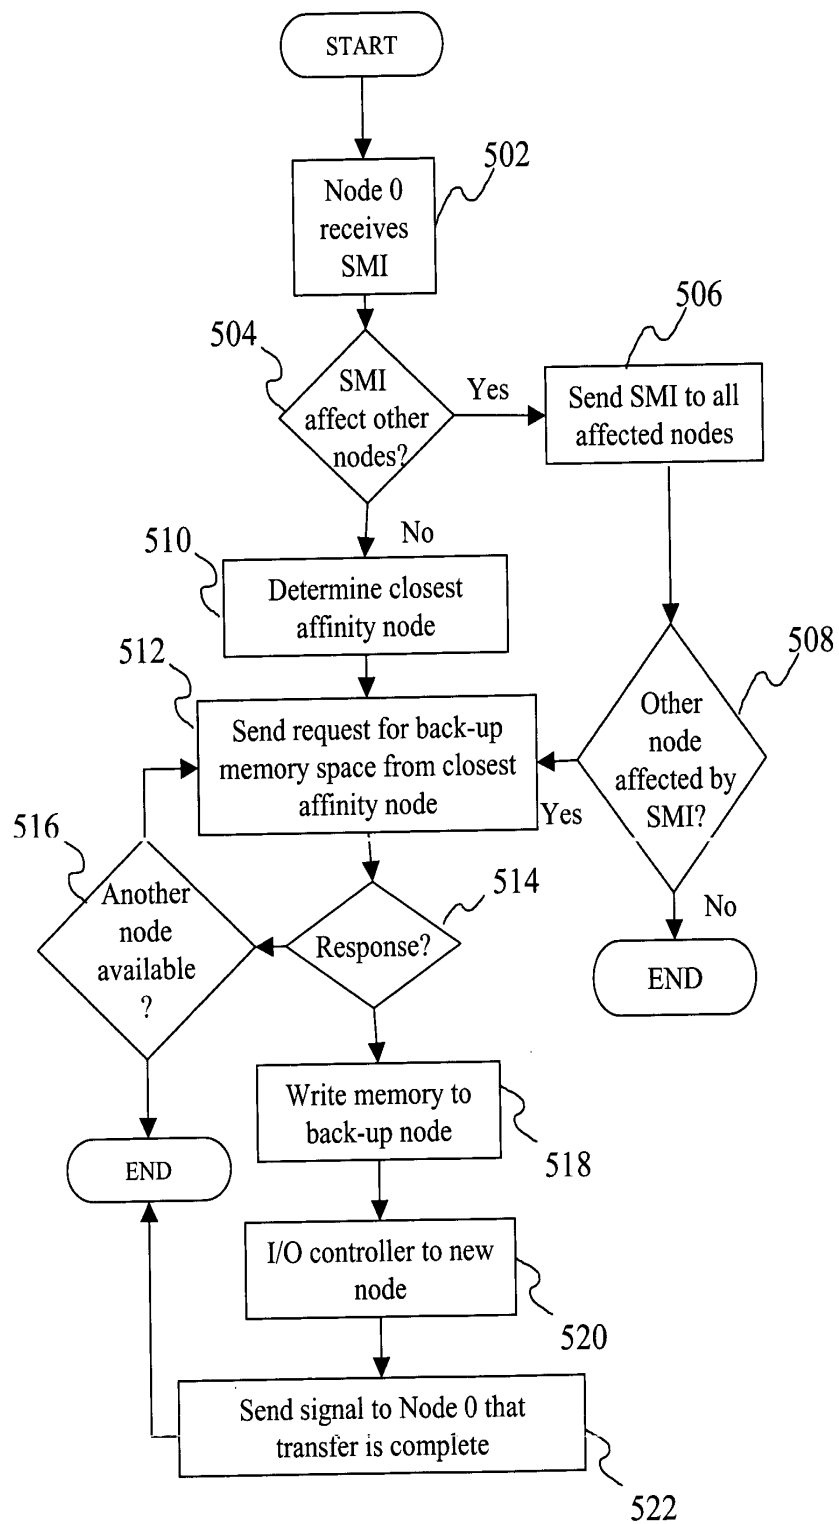 START
502
Node 0
receives
SMI
506
504
SMI
affect other
nodes?
Yes
Send SMI to all
affected nodes
No
510
Determine closest
affinity node
512
508
Send request for back-up
memory space from closest
affinity node
Other
node
affected by
SMI?
Yes
516
Another
node
available
?
514
Response?
No
END
Write memory to
back-up node
518
END
I/O controller to new
node
520
Send signal to Node 0 that
transfer is complete
522